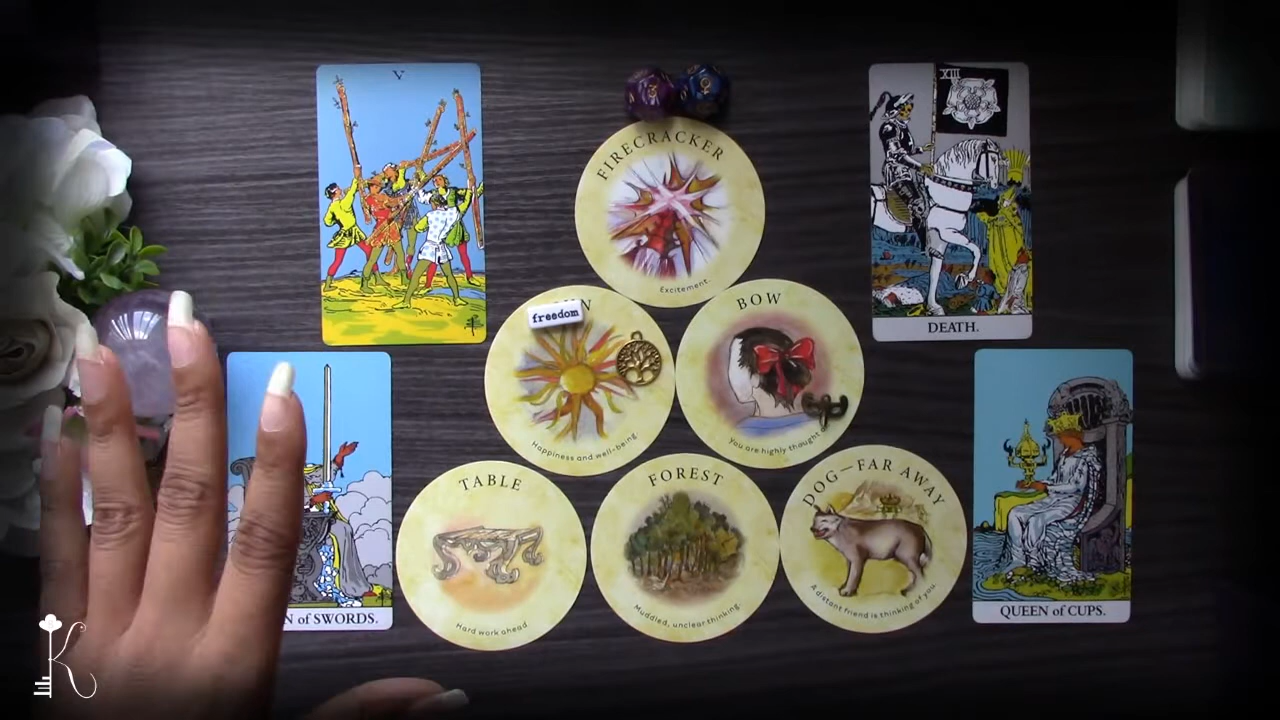 V
XIII
FIRECRACKER
Excitement.
DEATH.
freedom
Happiness and well-being.
BOW
You are highly thought
TABLE
Hard work ahead
FOREST
Muddled, unclear thinking.
DOG—FAR AWAY
A distant friend is thinking of you.
N of SWORDS.
QUEEN of CUPS.
K